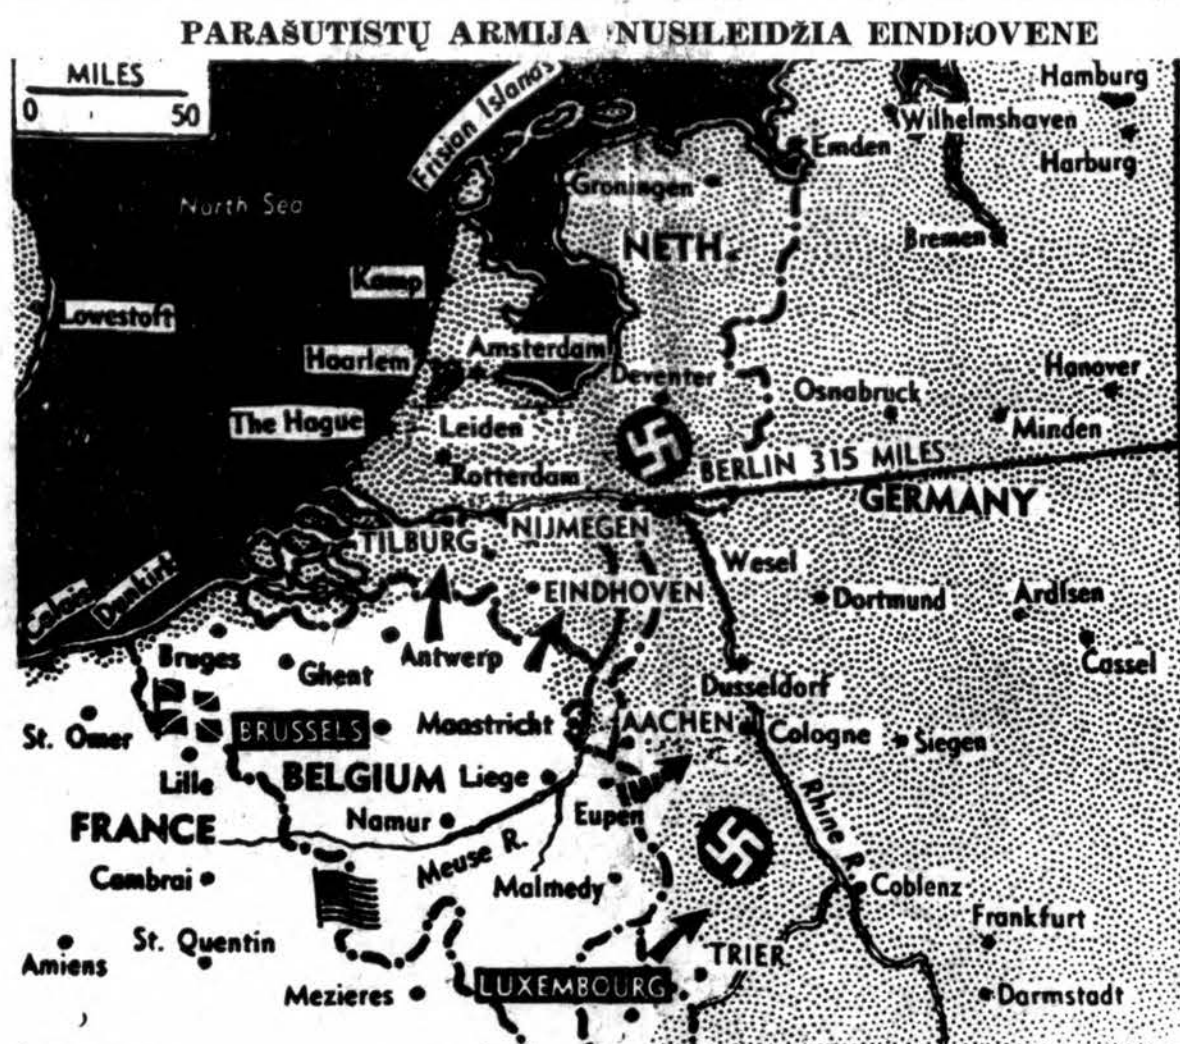 PARAŠUTISTŲ ARMIJA NUSILEIDŽIA EINDHOVENE
MILES
0 50
Frisian Islands
Hamburg
Wilhelmshaven
Emden
Harburg
Groningen
North Sea
Bremen
NETH.
Kamp
Lowestoft
Haarlem
Amsterdam
Deventer
Hanover
Osnabruck
The Hague
Leiden
Minden
Rotterdam
BERLIN 315 MILES
GERMANY
NIJMEGEN
TILBURG
Wesel
Calais
Dunkirk
EINDHOVEN
Dortmund
Ardlsen
Bruges
Ghent
Antwerp
Cassel
Dusseldorf
St. Omer
BRUSSELS
Maastricht
AACHEN
Cologne
Siegen
Lille
BELGIUM
Liege
Eupen
Rhine R.
FRANCE
Namur
Meuse R.
Cambrai
Malmedy
Coblenz
Frankfurt
St. Quentin
Amiens
TRIER
Mezieres
LUXEMBOURG
Darmstadt